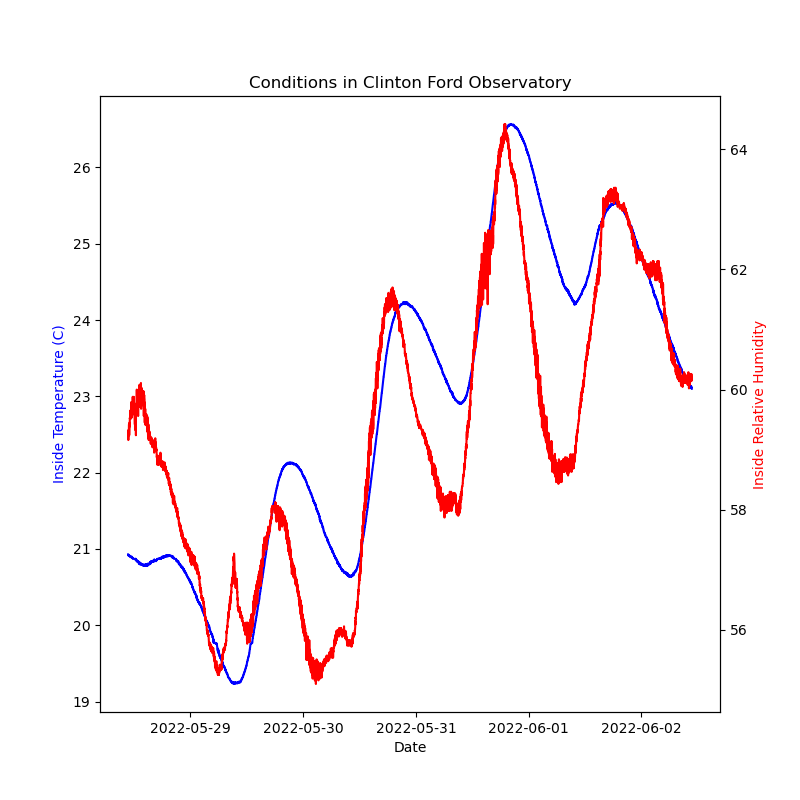 Conditions in Clinton Ford Observatory
Inside Temperature (C)
26
25
24
23
22
21
20
19
64
62
60
58
56
Inside Relative Humidity
2022-05-29 2022-05-30 2022-05-31 2022-06-01 2022-06-02
Date